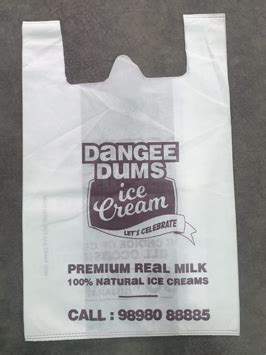 DANGEE
DUMS
ice
Cream
LET'S CELEBRATE
PREMIUM REAL MILK
100% NATURAL ICE CREAMS
CALL : 98980 88885